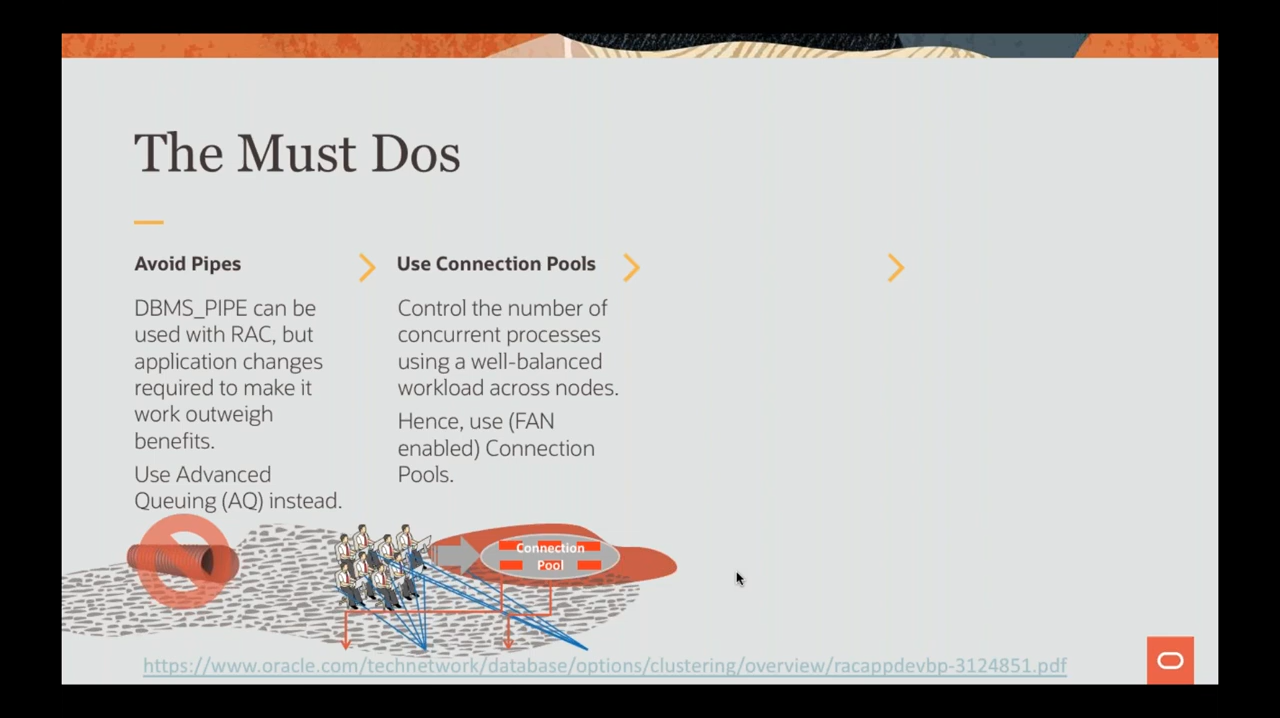 The Must Dos
Avoid Pipes
DBMS_PIPE can be
used with RAC, but
application changes
required to make it
work outweigh
benefits.
Use Advanced
Queuing (AQ) instead.
Use Connection Pools
Control the number of
concurrent processes
using a well-balanced
workload across nodes.
Hence, use (FAN
enabled) Connection
Pools.
Connection
Pool
https://www.oracle.com/technetwork/database/options/clustering/overview/racappdevbp-3124851.pdf